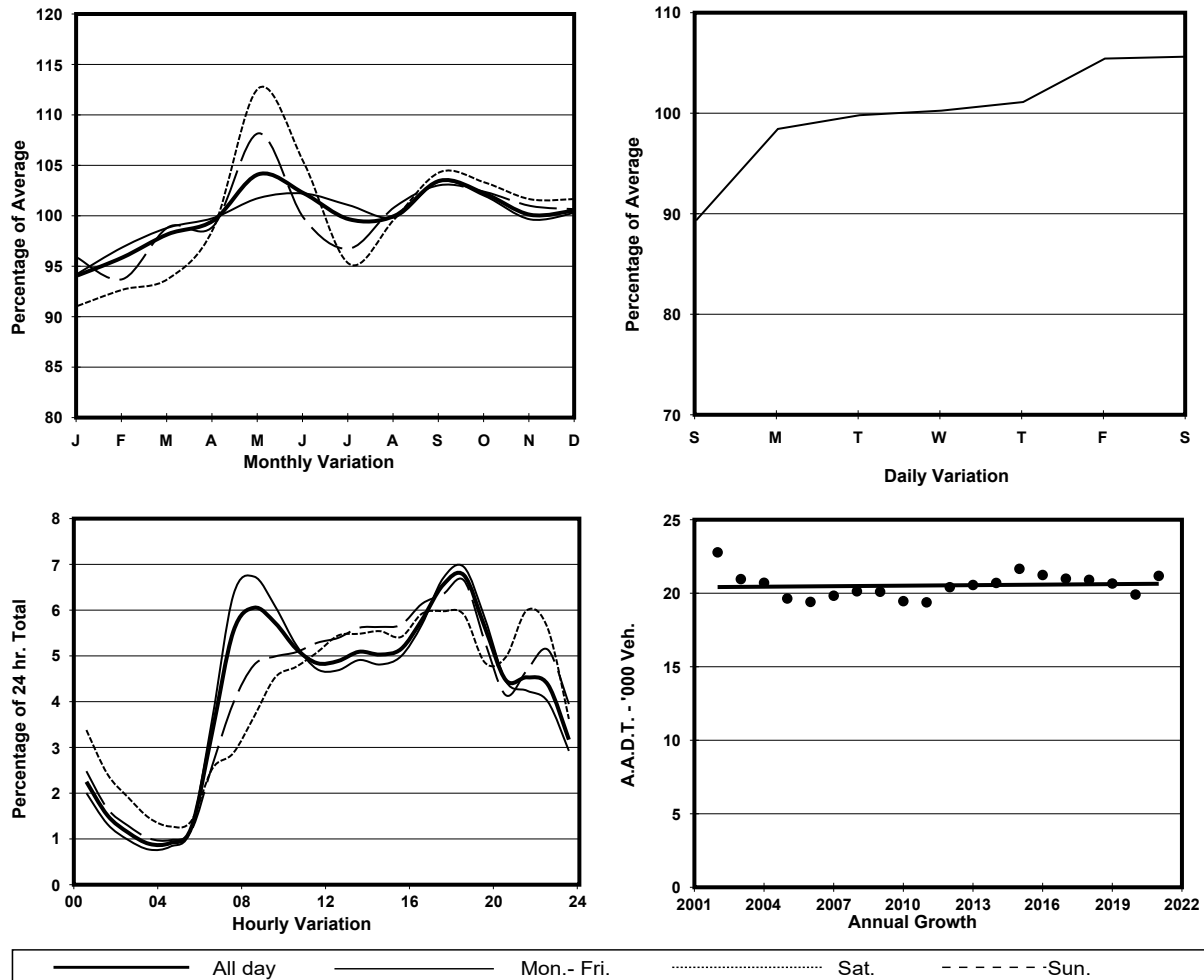 120
115
110
105
100
95
90
85
80
Percentage of Average
J F M A M J J A S O N D
Monthly Variation
110
100
90
80
70
Percentage of Average
S M T W T F S
Daily Variation
8
7
6
5
4
3
2
1
0
Percentage of 24 hr. Total
00 04 08 12 16 20 24
Hourly Variation
25
20
15
10
5
0
A.A.D.T. - '000 Veh.
2001 2004 2007 2010 2013 2016 2019 2022
Annual Growth
All day Mon.- Fri. Sat. Sun.